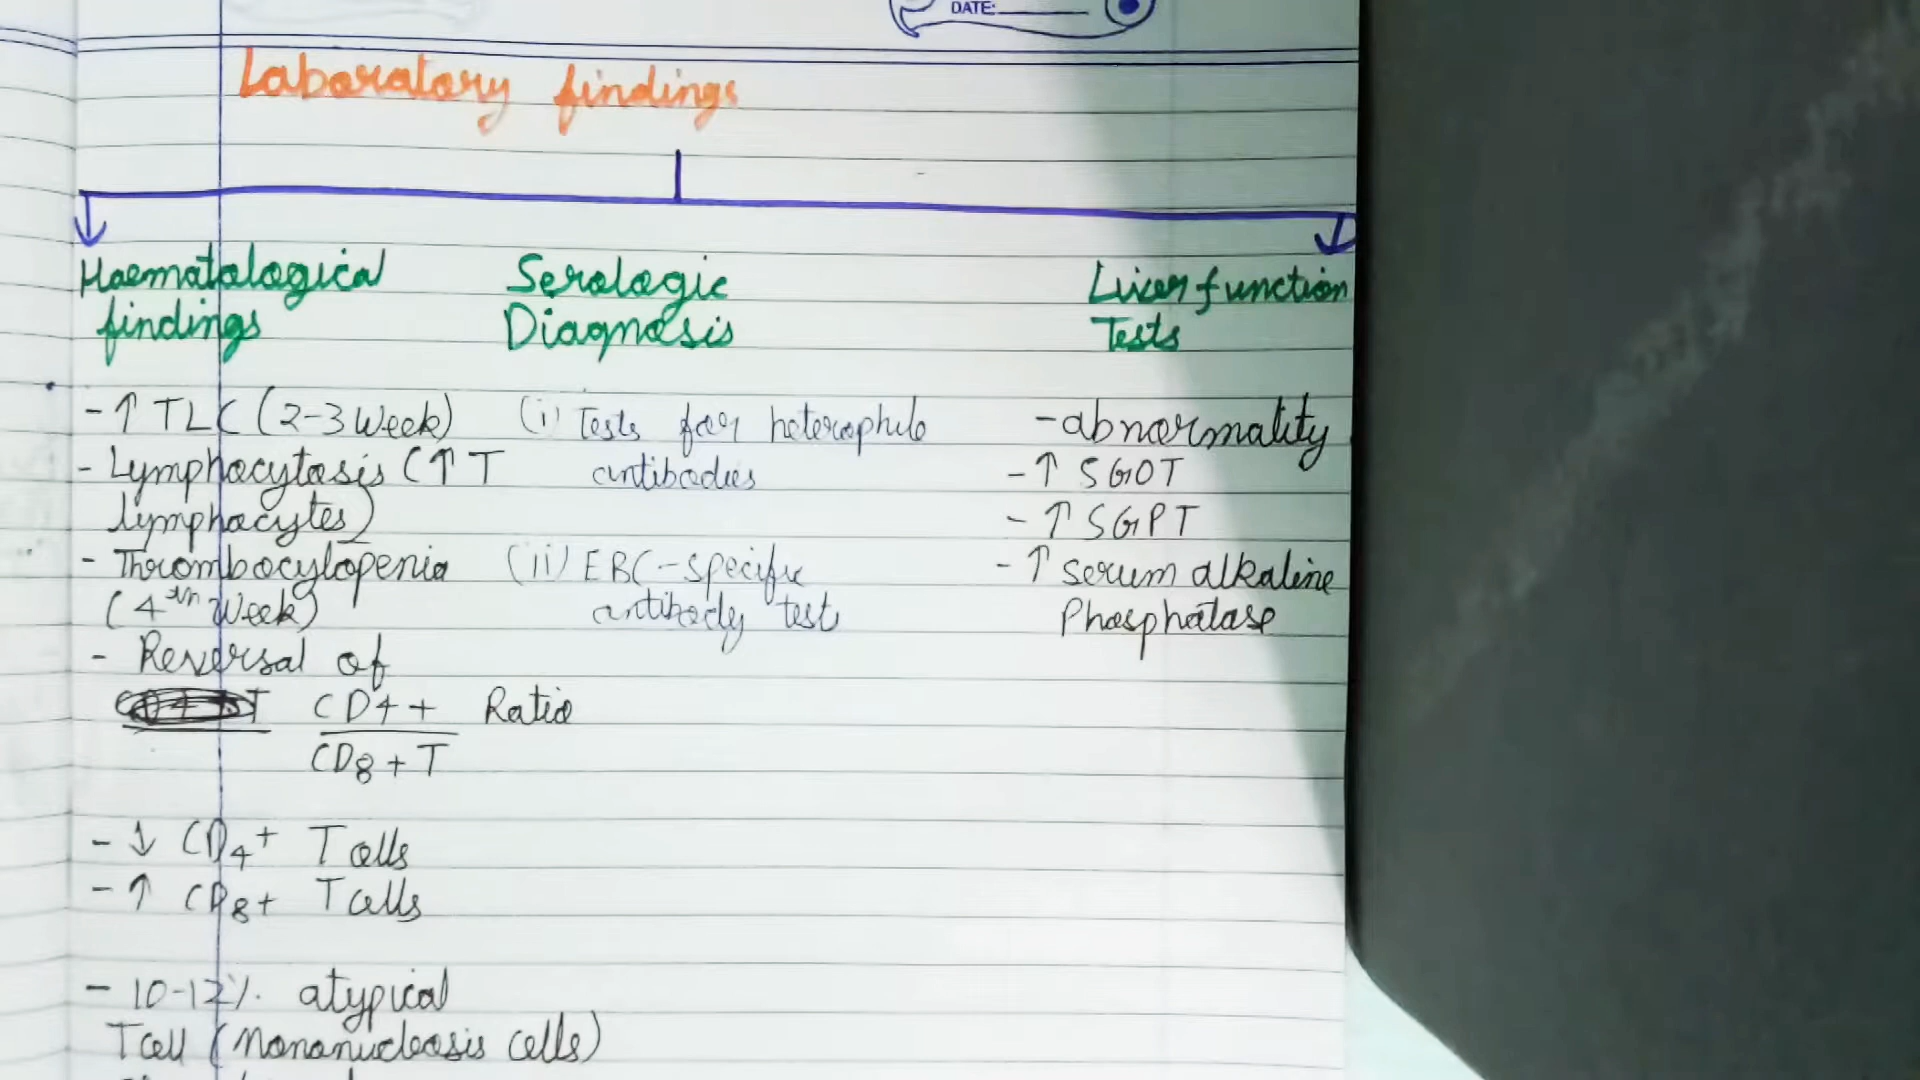 DATE:
Laboratory findings
Haematological
findings
- ↑ TLC (2-3 Week)
- Lymphocytosis (↑ T
lymphocytes)
- Thrombocytopenia
(4th Week)
- Reversal of
CD4+ Ratio
CD8+T
- ↓ CD4+ T cells
- ↑ CD8+ T cells
- 10-12%. atypical
T cell (Mononucleosis cells)
Serologic
Diagnosis
(i) Tests for heterophile
antibodies
(ii) EBC-specific
antibody test
Liver function
Tests
- abnormality
- ↑ SGOT
- ↑ SGPT
- ↑ serum alkaline
Phosphatase